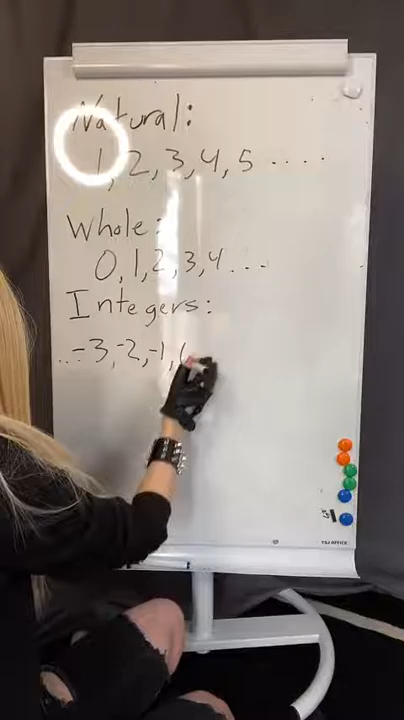 Natural:
1, 2, 3, 4, 5 ....
Whole:
0, 1, 2, 3, 4 ...
Integers:
...-3, -2, -1,